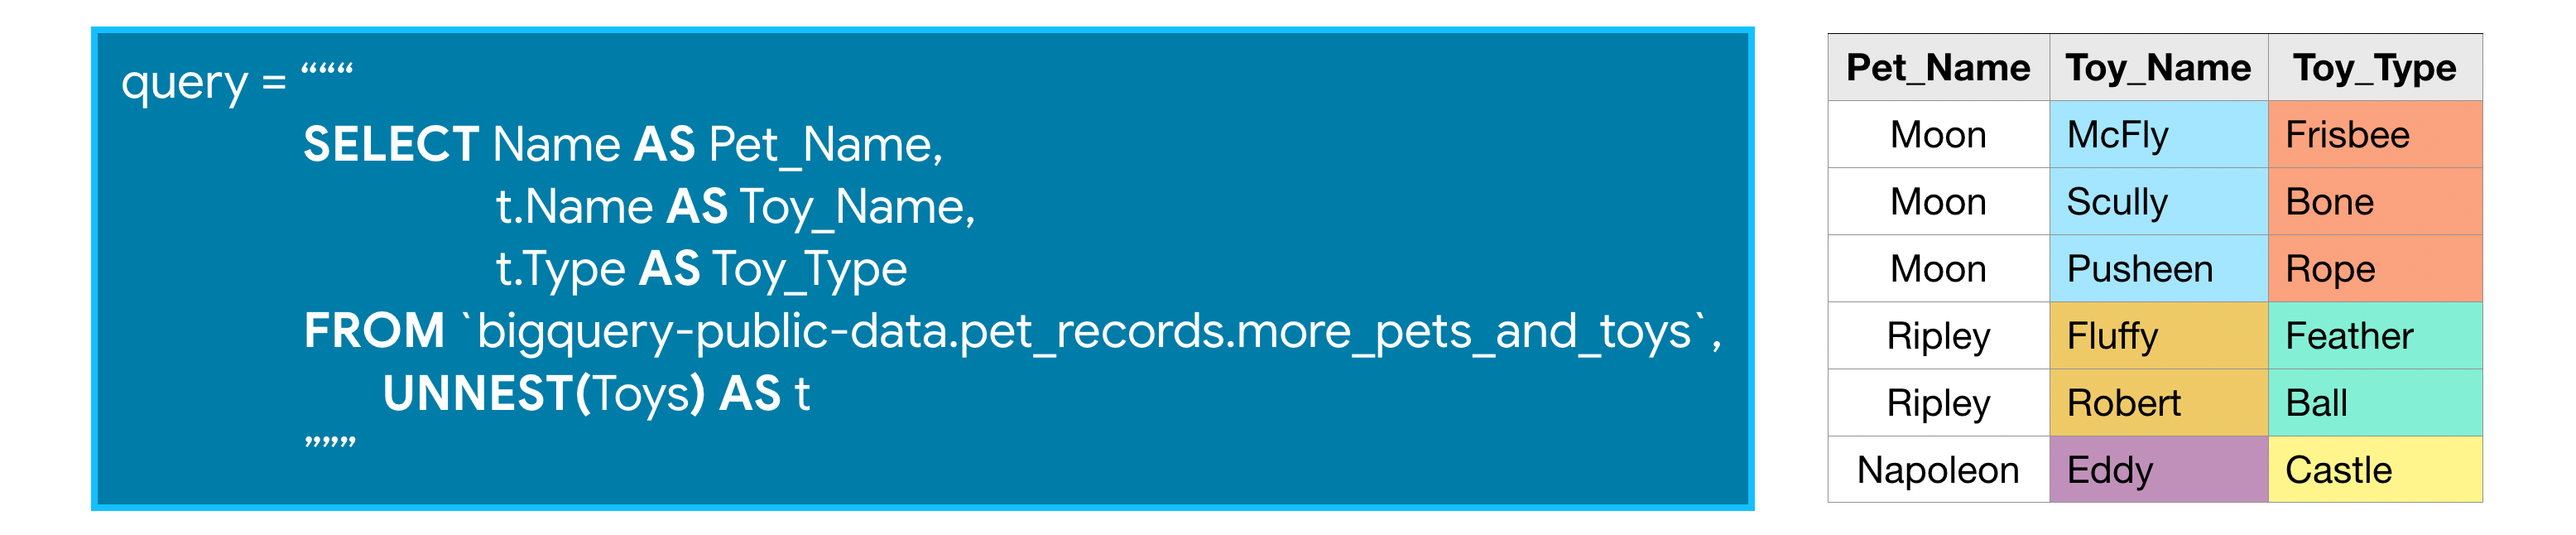 query = “““
SELECT Name AS Pet_Name,
t.Name AS Toy_Name,
t.Type AS Toy_Type
FROM `bigquery-public-data.pet_records.more_pets_and_toys`,
UNNEST(Toys) AS t
”””
Pet_Name Toy_Name Toy_Type
Moon McFly Frisbee
Moon Scully Bone
Moon Pusheen Rope
Ripley Fluffy Feather
Ripley Robert Ball
Napoleon Eddy Castle